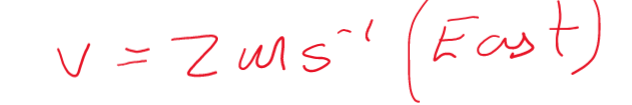 v = 2 ms⁻¹ (East)